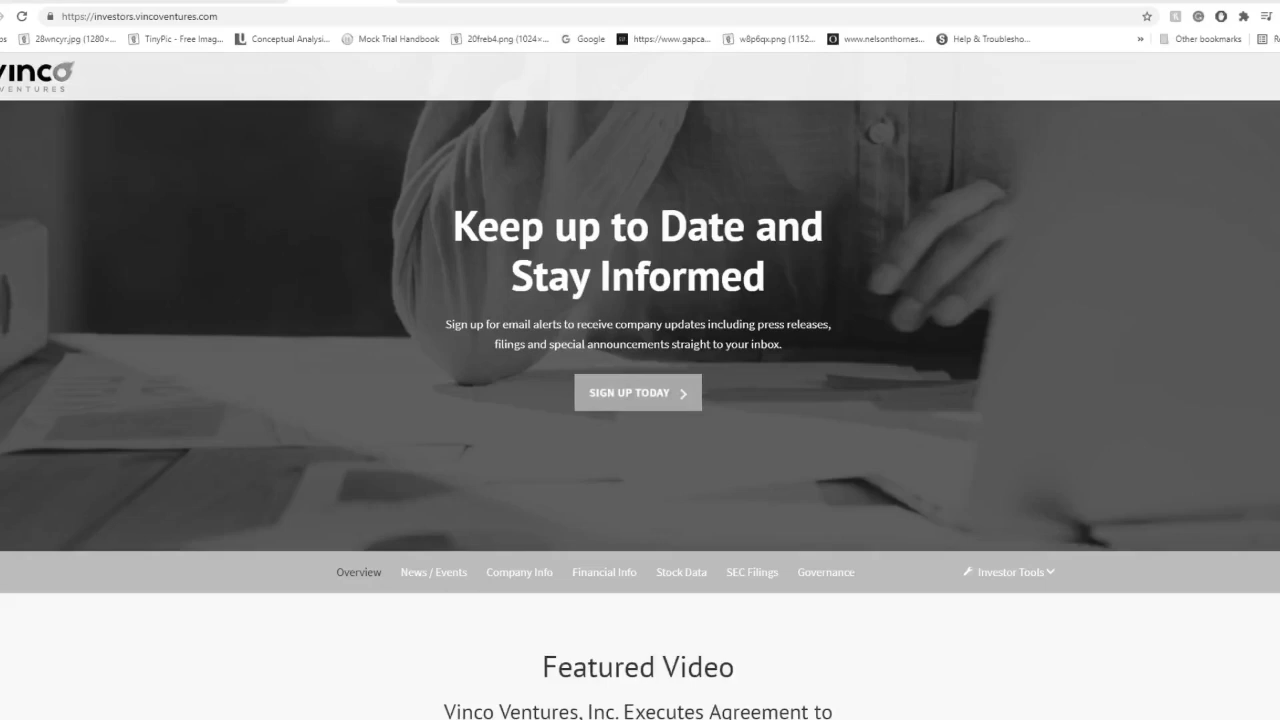 https://investors.vincoventures.com
28wncyr.jpg (1280×...
TinyPic - Free Imag...
Conceptual Analysi...
Mock Trial Handbook
20freb4.png (1024×...
Google
https://www.gapca...
w8p6qx.png (1152...
www.nelsonthornes...
Help & Troublesho...
»
Other bookmarks
vinco
VENTURES
Keep up to Date and
Stay Informed
Sign up for email alerts to receive company updates including press releases,
filings and special announcements straight to your inbox.
SIGN UP TODAY
Overview News / Events Company Info Financial Info Stock Data SEC Filings Governance Investor Tools
Featured Video
Vinco Ventures, Inc. Executes Agreement to